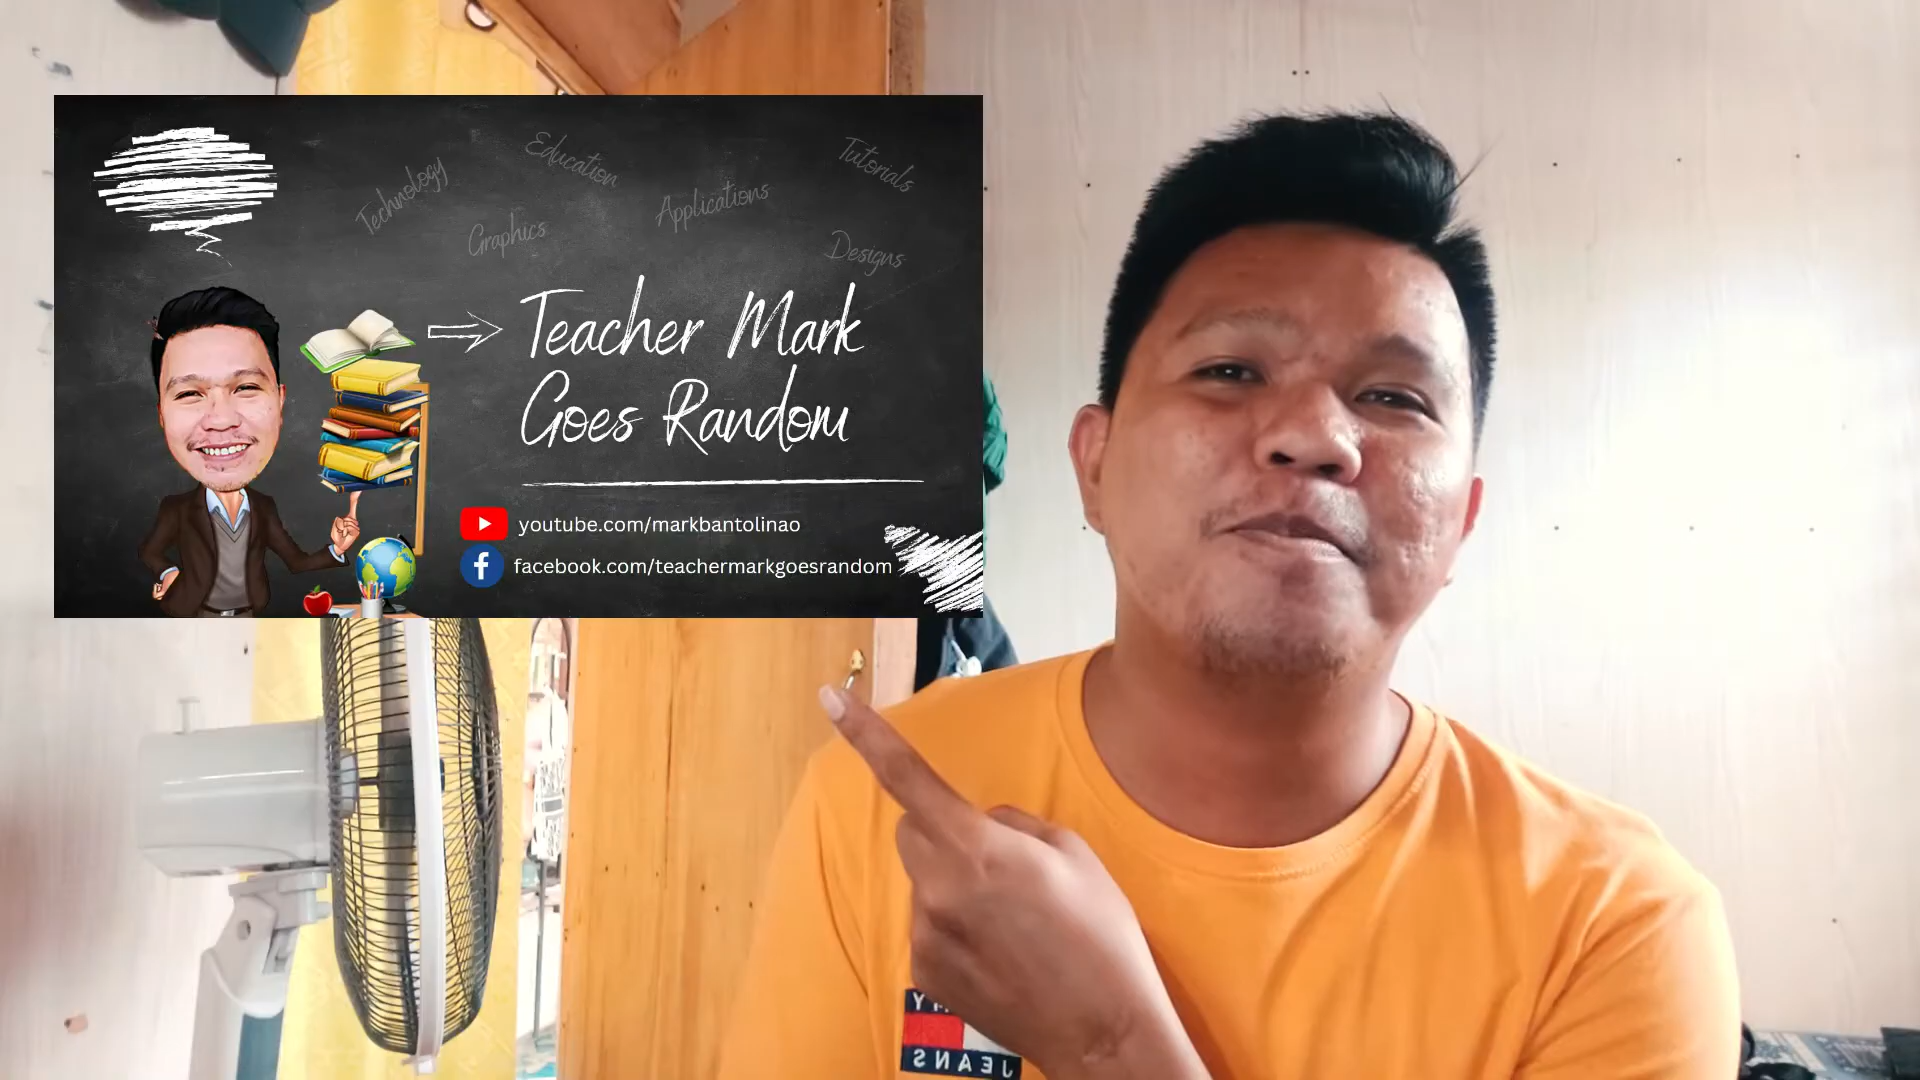 Technology
Education
Graphics
Applications
Tutorials
Designs
Teacher Mark
Goes Random
youtube.com/markbantolinao
facebook.com/teachermarkgoesrandom
JEANS